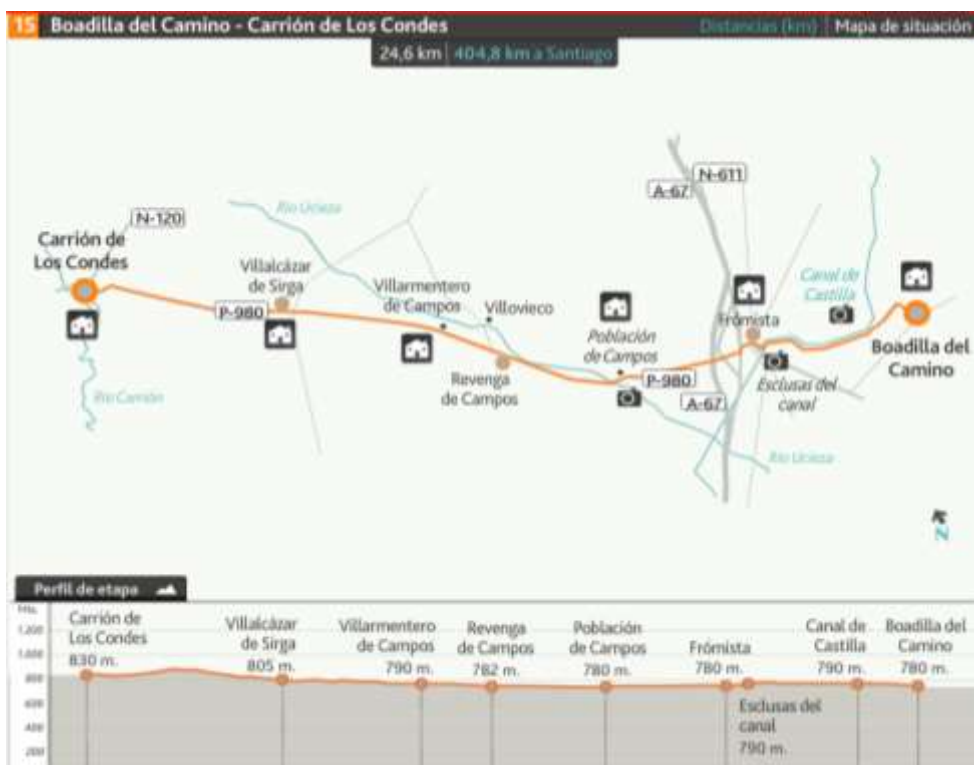 15 Boadilla del Camino - Carrión de Los Condes
Distancias (km) Mapa de situación
24,6 km 404,8 km a Santiago
N-611
A-67
Río Ucieza
N-120
Carrión de
Los Condes
Villalcázar
de Sirga
Villarmentero
de Campos
Villovieco
Canal de
Castilla
P-980
Población
de Campos
Frómista
Boadilla del
Camino
Revenga
de Campos
P-980
A-67
Esclusas del
canal
Río Carrión
Río Ucieza
N
Perfil de etapa
Mts.
1.200
1.000
800
600
400
200
Carrión de
Los Condes
830 m.
Villalcázar
de Sirga
805 m.
Villarmentero
de Campos
790 m.
Revenga
de Campos
782 m.
Población
de Campos
780 m.
Frómista
780 m.
Esclusas del
canal
790 m.
Canal de
Castilla
790 m.
Boadilla del
Camino
780 m.